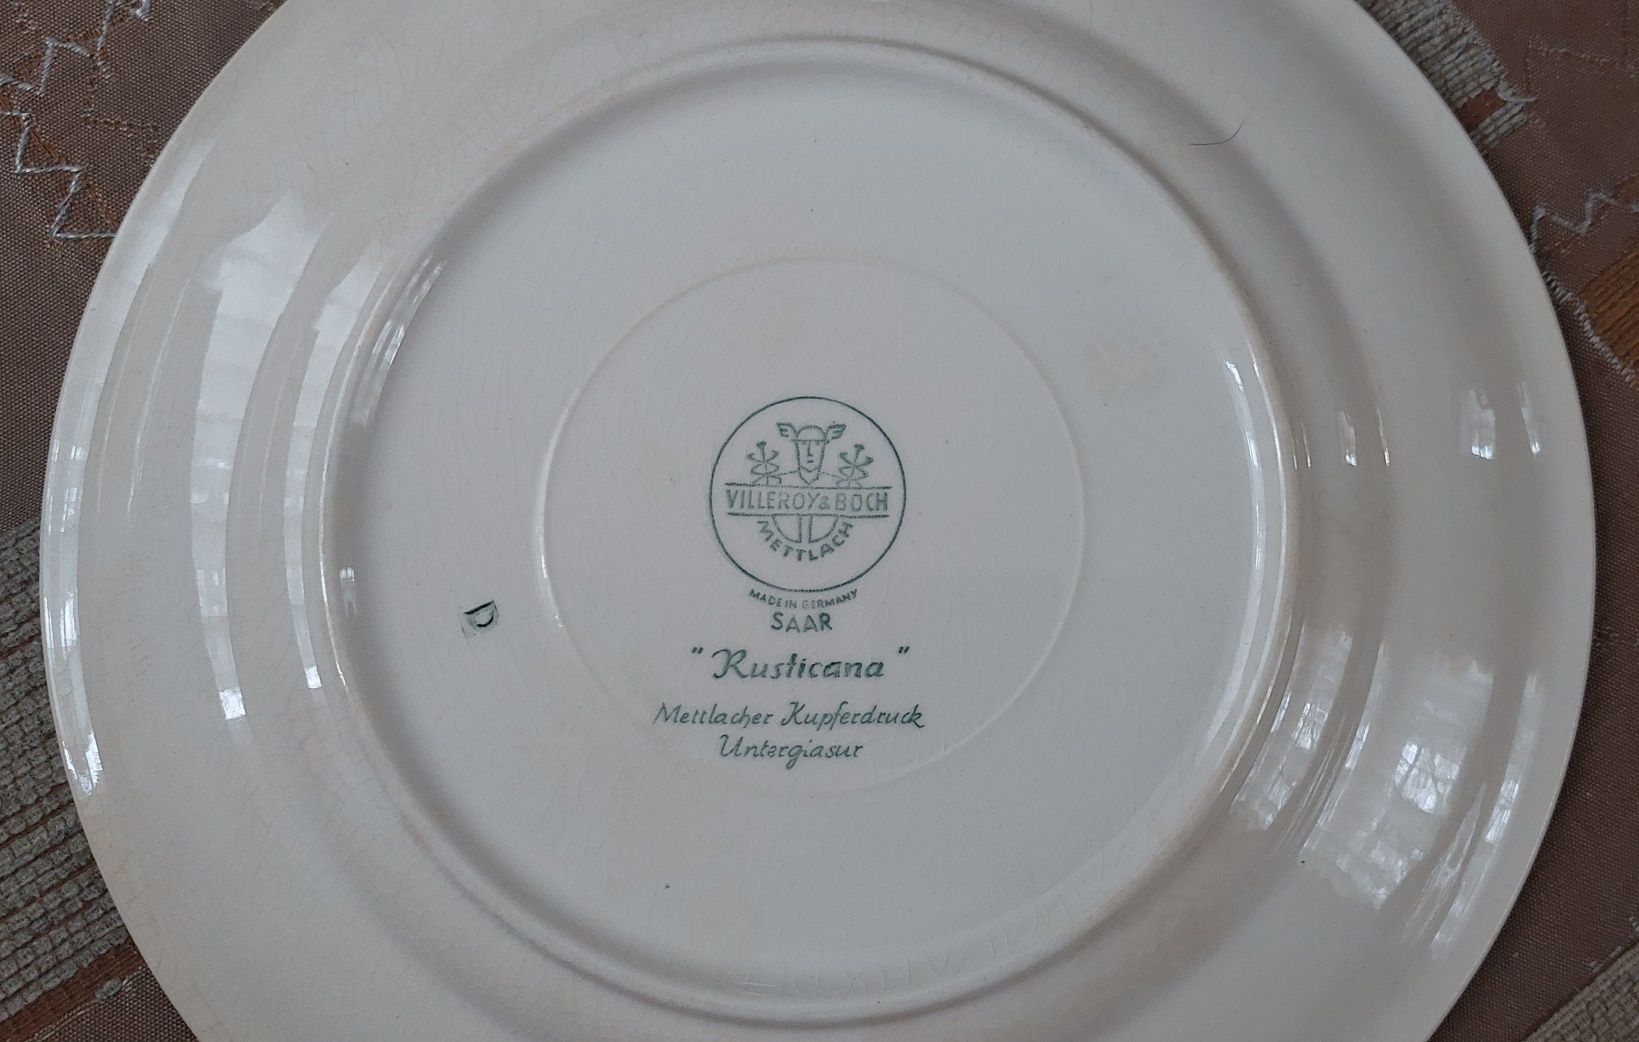 VILLEROY & BOCH
METTLACH
MADE IN GERMANY
SAAR
"Rusticana"
Mettlacher Kupferdruck
Unterglasur
D